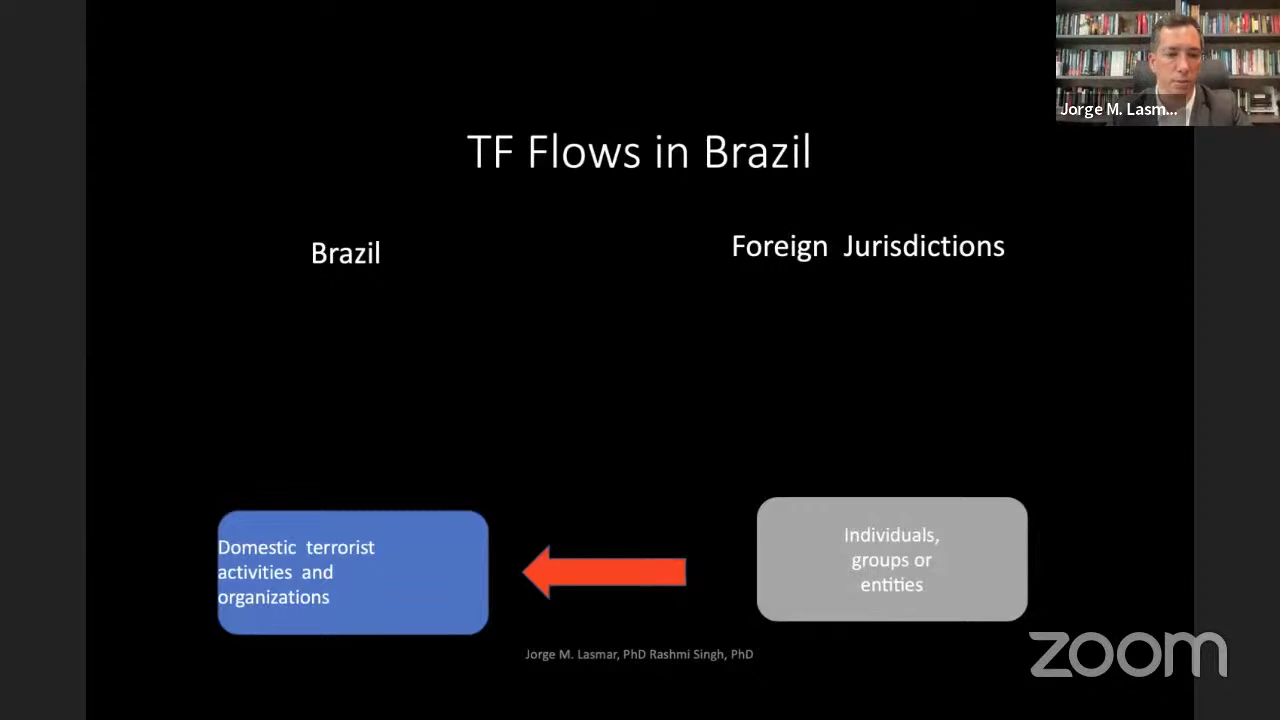 Jorge M. Lasm...
TF Flows in Brazil
Brazil
Foreign Jurisdictions
Domestic terrorist
activities and
organizations
Individuals,
groups or
entities
Jorge M. Lasmar, PhD Rashmi Singh, PhD
zoom